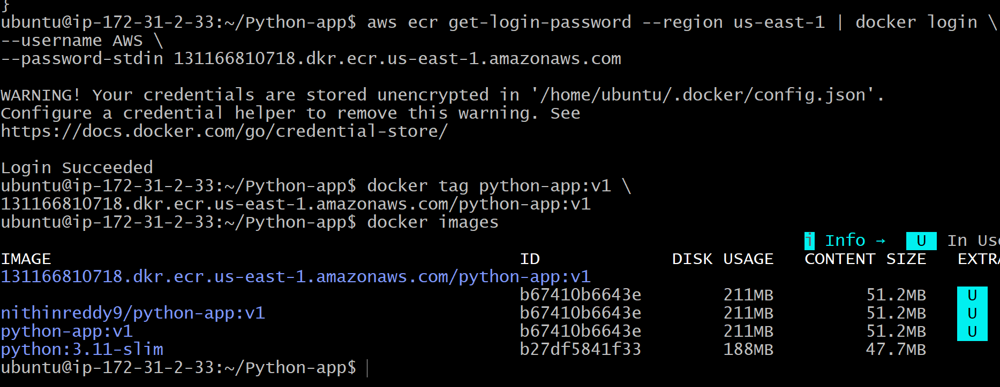 }
ubuntu@ip-172-31-2-33:~/Python-app$ aws ecr get-login-password --region us-east-1 | docker login \
--username AWS \
--password-stdin 131166810718.dkr.ecr.us-east-1.amazonaws.com
WARNING! Your credentials are stored unencrypted in '/home/ubuntu/.docker/config.json'.
Configure a credential helper to remove this warning. See
https://docs.docker.com/go/credential-store/
Login Succeeded
ubuntu@ip-172-31-2-33:~/Python-app$ docker tag python-app:v1 \
131166810718.dkr.ecr.us-east-1.amazonaws.com/python-app:v1
ubuntu@ip-172-31-2-33:~/Python-app$ docker images
i Info → U In Use
IMAGE ID DISK USAGE CONTENT SIZE EXTRA
131166810718.dkr.ecr.us-east-1.amazonaws.com/python-app:v1
b67410b6643e 211MB 51.2MB U
nithinreddy9/python-app:v1 b67410b6643e 211MB 51.2MB U
python-app:v1 b67410b6643e 211MB 51.2MB U
python:3.11-slim b27df5841f33 188MB 47.7MB
ubuntu@ip-172-31-2-33:~/Python-app$